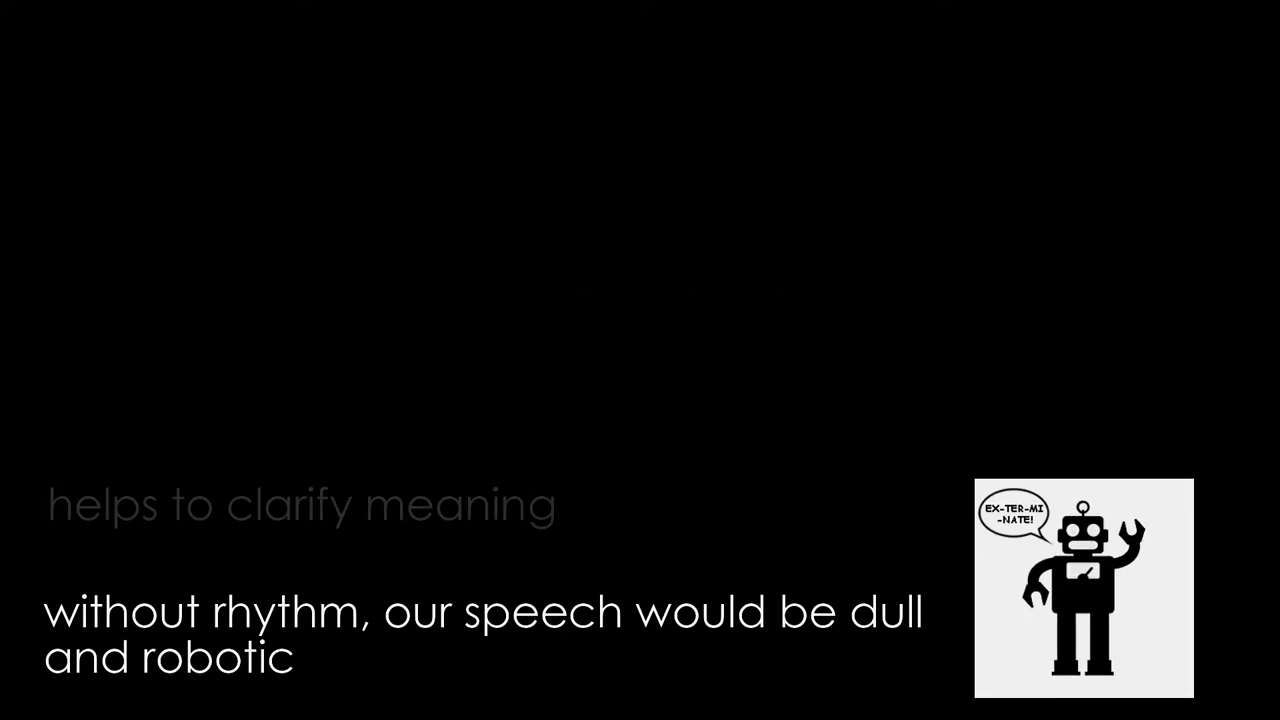 helps to clarify meaning
EX-TER-MI
-NATE!
without rhythm, our speech would be dull
and robotic